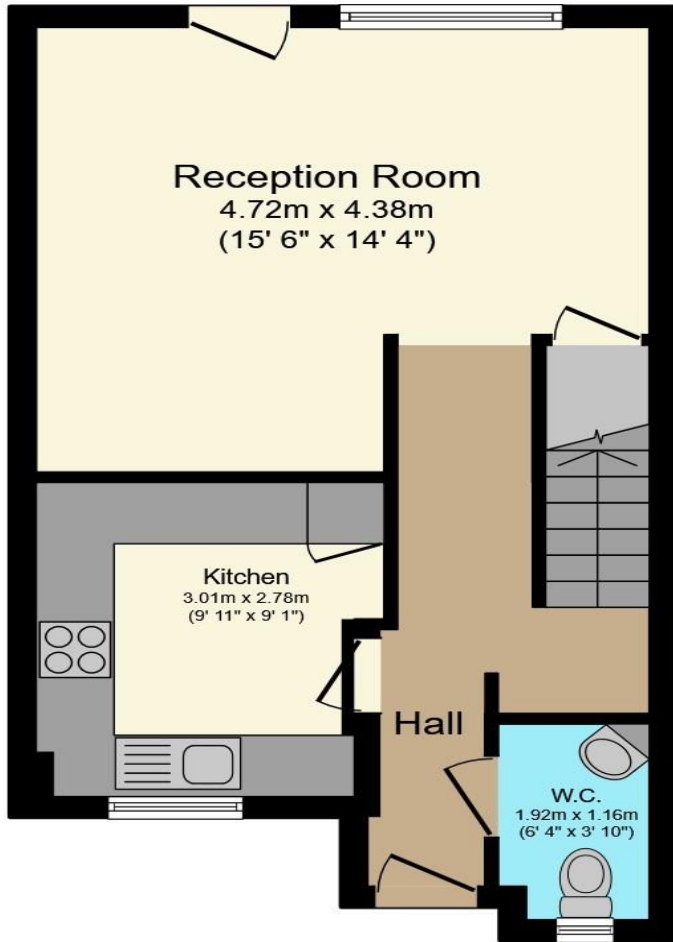 Reception Room
4.72m x 4.38m
(15' 6" x 14' 4")
Kitchen
3.01m x 2.78m
(9' 11" x 9' 1")
Hall
W.C.
1.92m x 1.16m
(6' 4" x 3' 10")